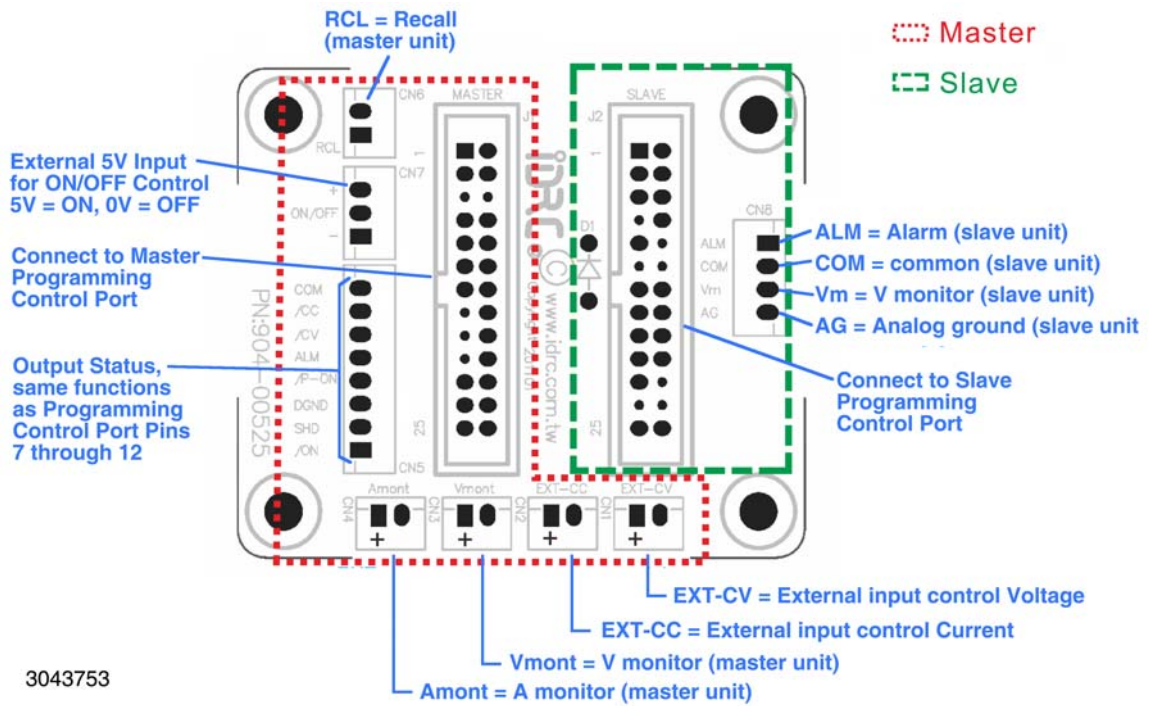 RCL = Recall
(master unit)
Master
Slave
CN6
MASTER
J
SLAVE
J2
RCL
1
1
External 5V Input
for ON/OFF Control
5V = ON, 0V = OFF
CN7
+
ON/OFF
-
iDRC
D1
CN8
ALM
COM
Vm
AG
ALM = Alarm (slave unit)
COM = common (slave unit)
Vm = V monitor (slave unit)
AG = Analog ground (slave unit
Connect to Master
Programming
Control Port
COM
/CC
/CV
ALM
/P-ON
DGND
SHD
/ON
PN:904-00525
©
www.idrc.com.tw
Output Status,
same functions
as Programming
Control Port Pins
7 through 12
Connect to Slave
Programming
Control Port
25
25
CN5
Amont
Vmont
EXT-CC
EXT-CV
CN4
CN3
CN2
CN1
+
+
+
+
EXT-CV = External input control Voltage
EXT-CC = External input control Current
Vmont = V monitor (master unit)
Amont = A monitor (master unit)
3043753